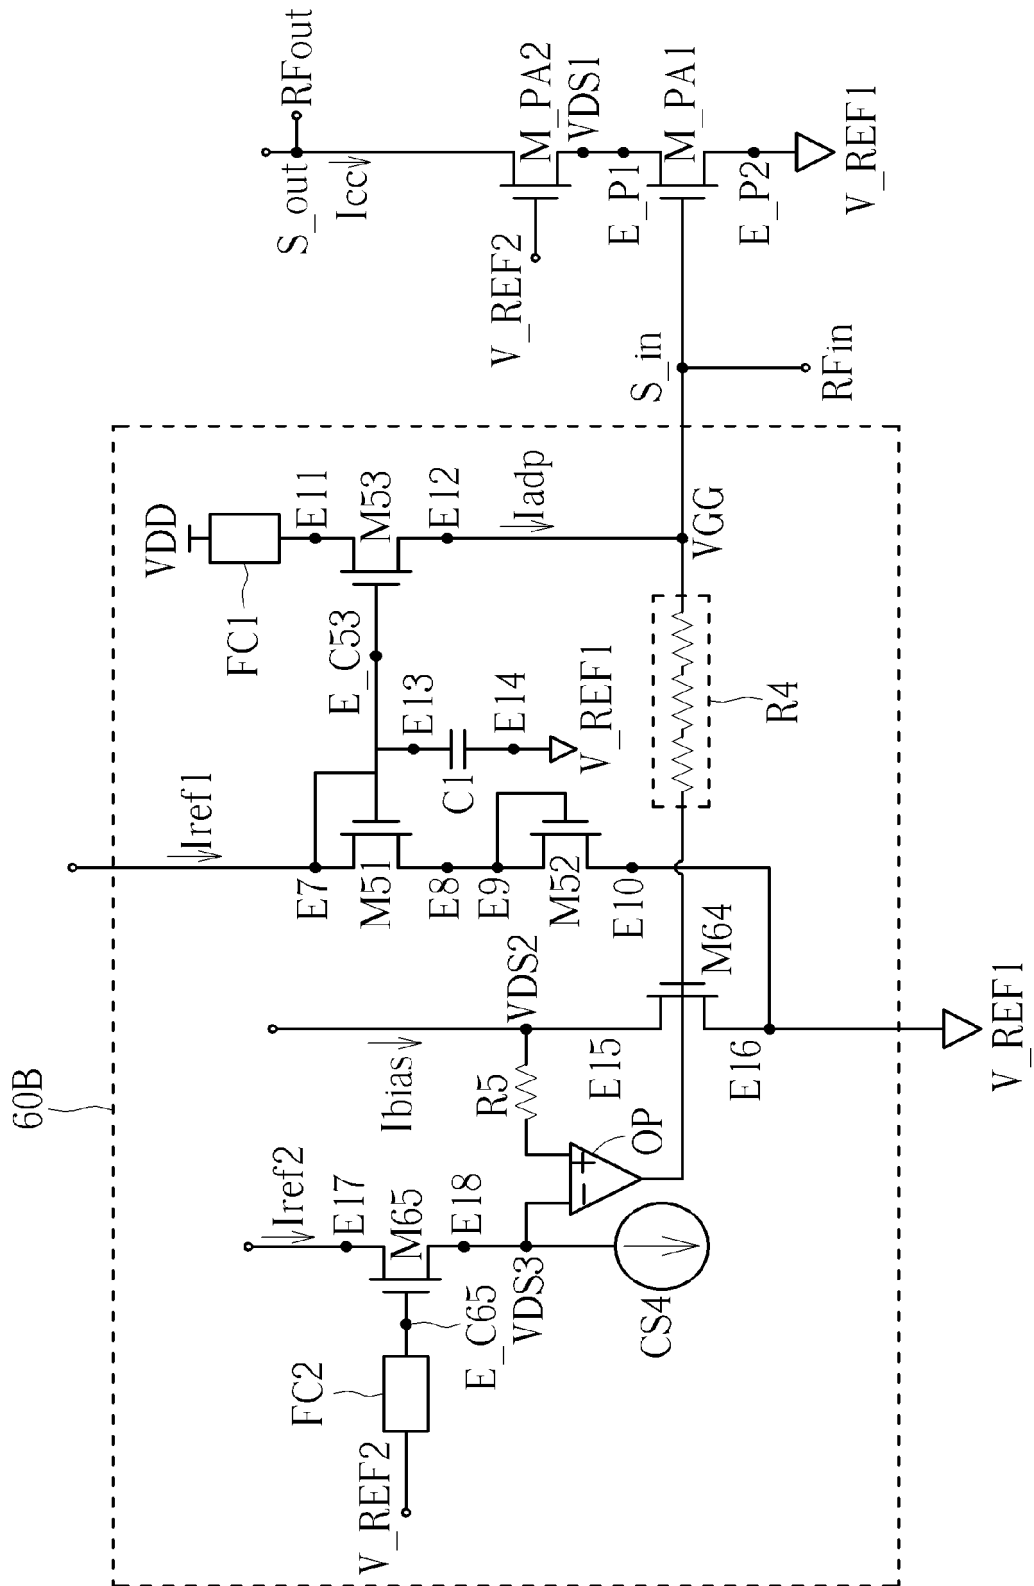 60B
V_REF2
FC2
E_C65
Iref2
E17
M65
E18
VDS3
CS4
OP
R5
Ibias
VDS2
E15
M64
E16
V_REF1
Iref1
E7
M51
E8
E9
M52
E10
E_C53
E13
C1
E14
V_REF1
VDD
FC1
E11
M53
E12
Iadp
VGG
R4
S_in
RFin
S_out
RFout
Icc
V_REF2
M_PA2
VDS1
E_P1
M_PA1
E_P2
V_REF1